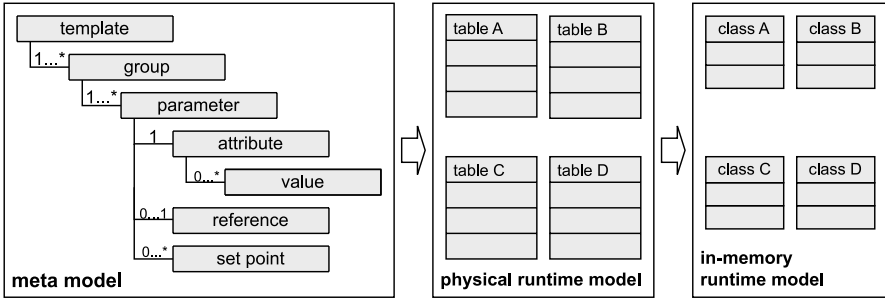 template
1...*
group
1...*
parameter
1
attribute
0...*
value
0...1
reference
0...*
set point
meta model
table A
table B
table C
table D
physical runtime model
class A
class B
class C
class D
in-memory
runtime model